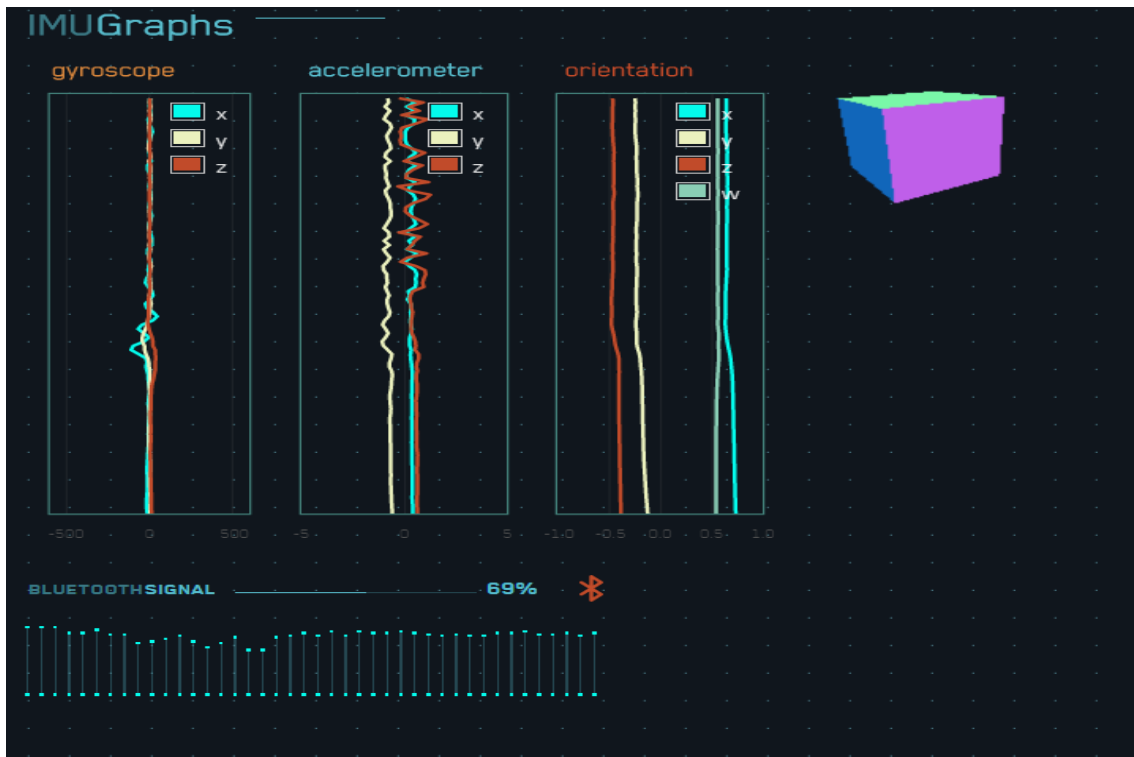 IMUGraphs
gyroscope accelerometer orientation
x x x
y y y
z z z
w
-500 0 500 -5 -0 5 -1.0 -0.5 -0.0 0.5 1.0
BLUETOOTHSIGNAL 69%